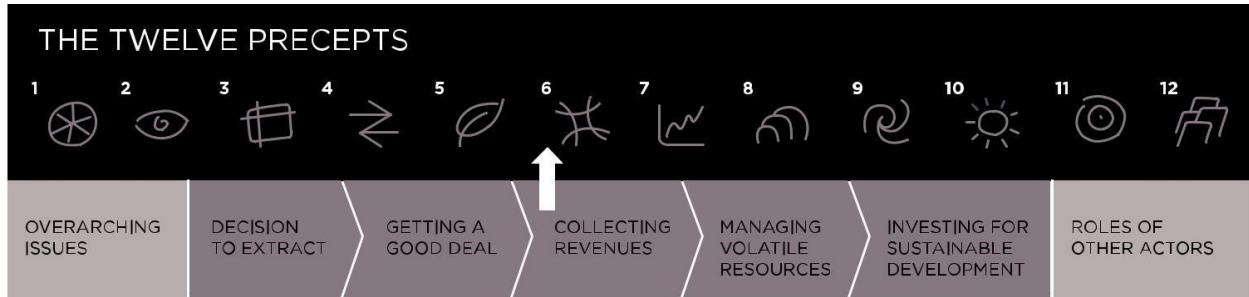 THE TWELVE PRECEPTS
1 2 3 4 5 6 7 8 9 10 11 12
OVERARCHING
ISSUES
DECISION
TO EXTRACT
GETTING A
GOOD DEAL
COLLECTING
REVENUES
MANAGING
VOLATILE
RESOURCES
INVESTING FOR
SUSTAINABLE
DEVELOPMENT
ROLES OF
OTHER ACTORS